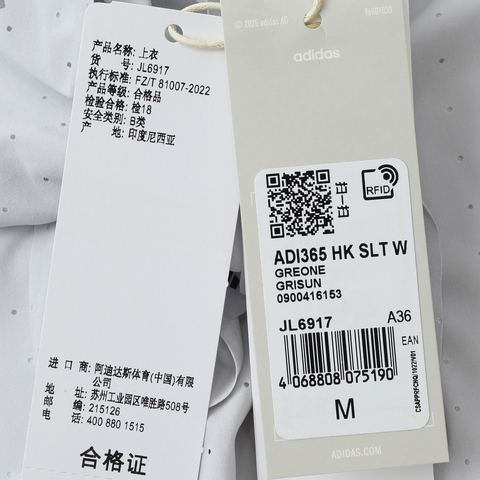 产品名称: 上衣
货 号: JL6917
执行标准: FZ/T 81007-2022
产品等级: 合格品
检验合格: 检18
安全类别: B类
产 地: 印度尼西亚
进 口 商: 阿迪达斯体育(中国)有限
公司
地 址: 苏州工业园区唯胜路508号
邮 编: 215126
电 话: 400 880 1515
合格证
adidas
RFID
ADI365 HK SLT W
GREONE
GRISUN
0900416153
JL6917 A36
EAN
4 068808 075190
M
ADIDAS.COM